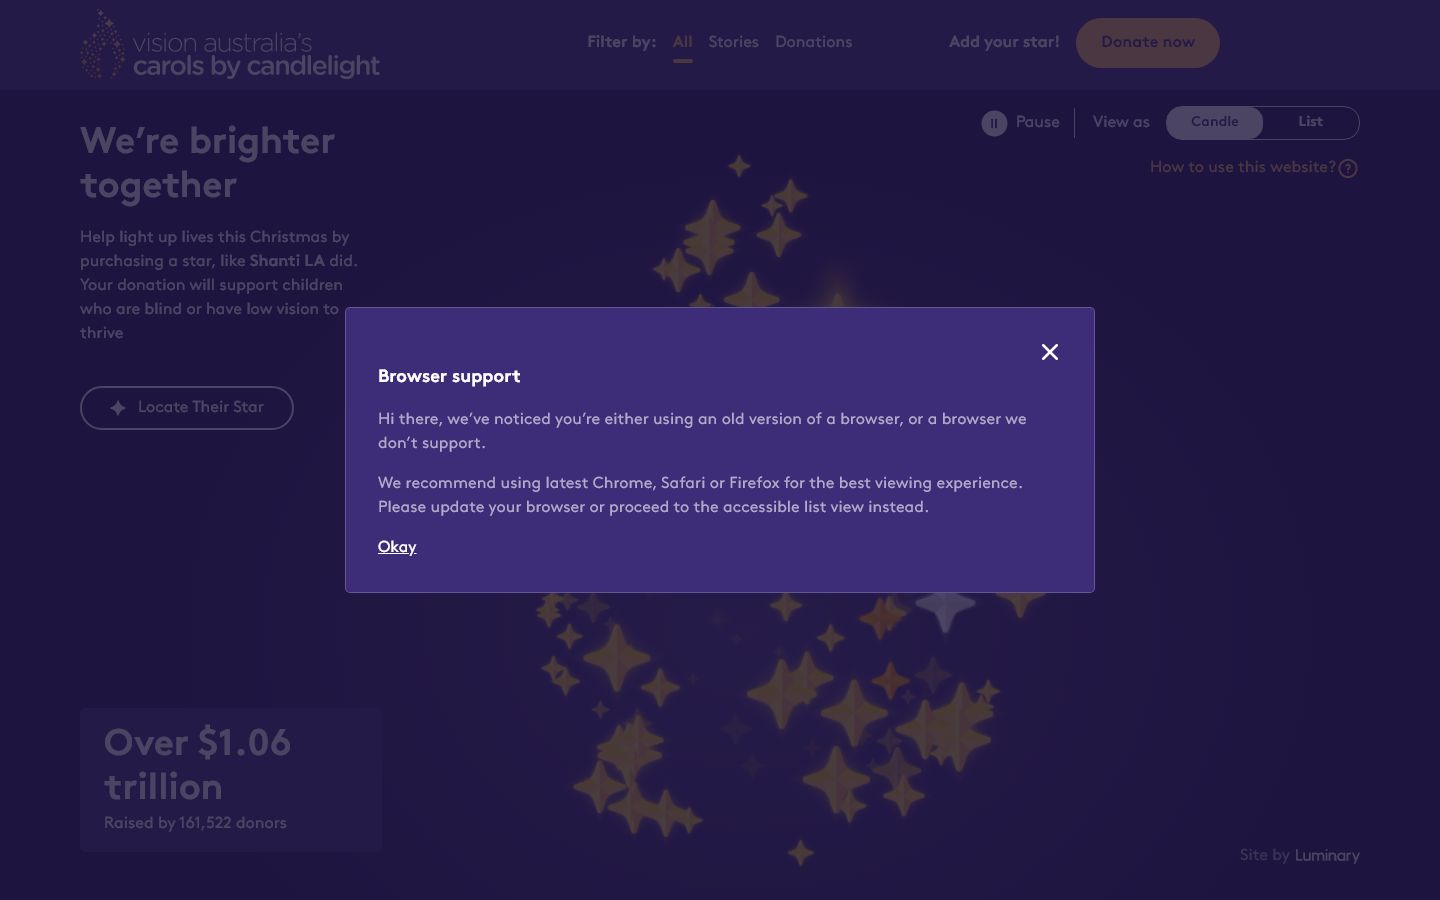 vision australia's
carols by candlelight
Filter by: All Stories Donations
Add your star! Donate now
We're brighter
together
Pause View as Candle List
How to use this website? ?
Help light up lives this Christmas by
purchasing a star, like Shanti LA did.
Your donation will support children
who are blind or have low vision to
thrive
Locate Their Star
Browser support
Hi there, we've noticed you're either using an old version of a browser, or a browser we
don't support.
We recommend using latest Chrome, Safari or Firefox for the best viewing experience.
Please update your browser or proceed to the accessible list view instead.
Okay
Over $1.06
trillion
Raised by 161,522 donors
Site by Luminary